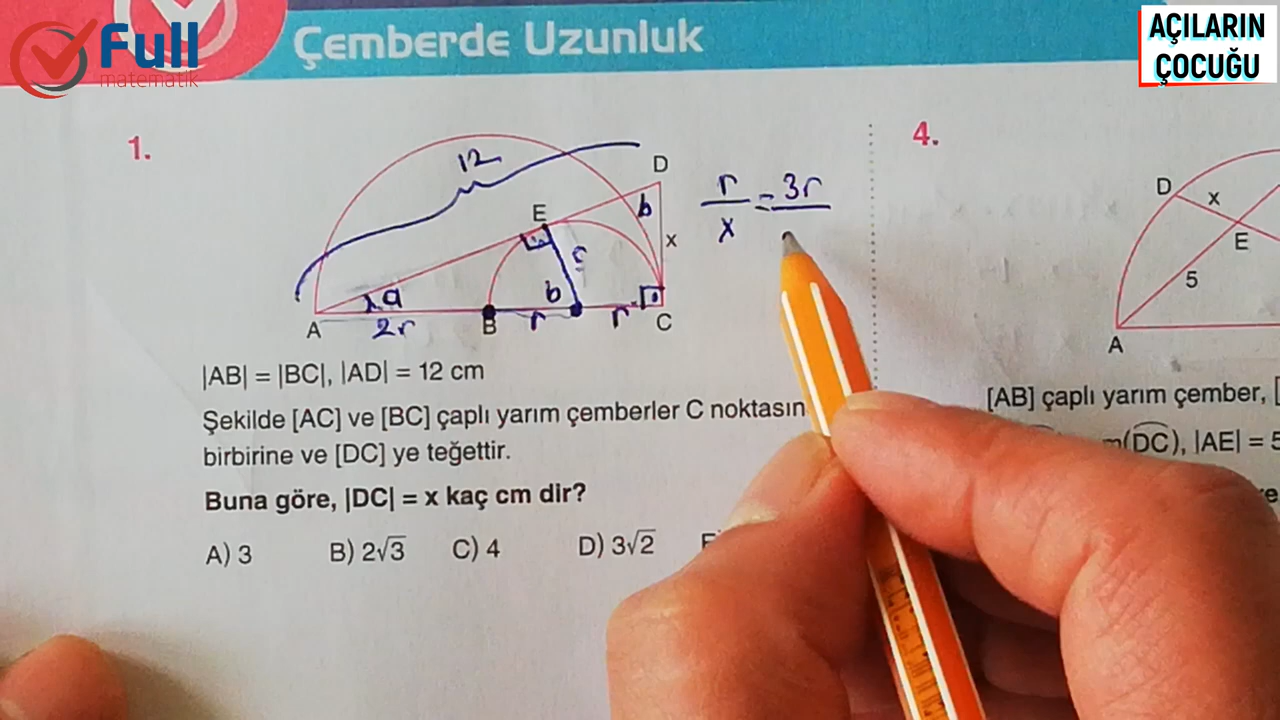 Full
matematik
Çemberde Uzunluk
AÇILARIN
ÇOCUĞU
1.
12
D
E
b
x
r
a
b
A
2r
B
r
r
C
r/x = 3r
|AB| = |BC|, |AD| = 12 cm
Şekilde [AC] ve [BC] çaplı yarım çemberler C noktasın
birbirine ve [DC] ye teğettir.
Buna göre, |DC| = x kaç cm dir?
A) 3 B) 2√3 C) 4 D) 3√2
4.
D
x
E
5
A
[AB] çaplı yarım çember, [
m(DC), |AE| = 5